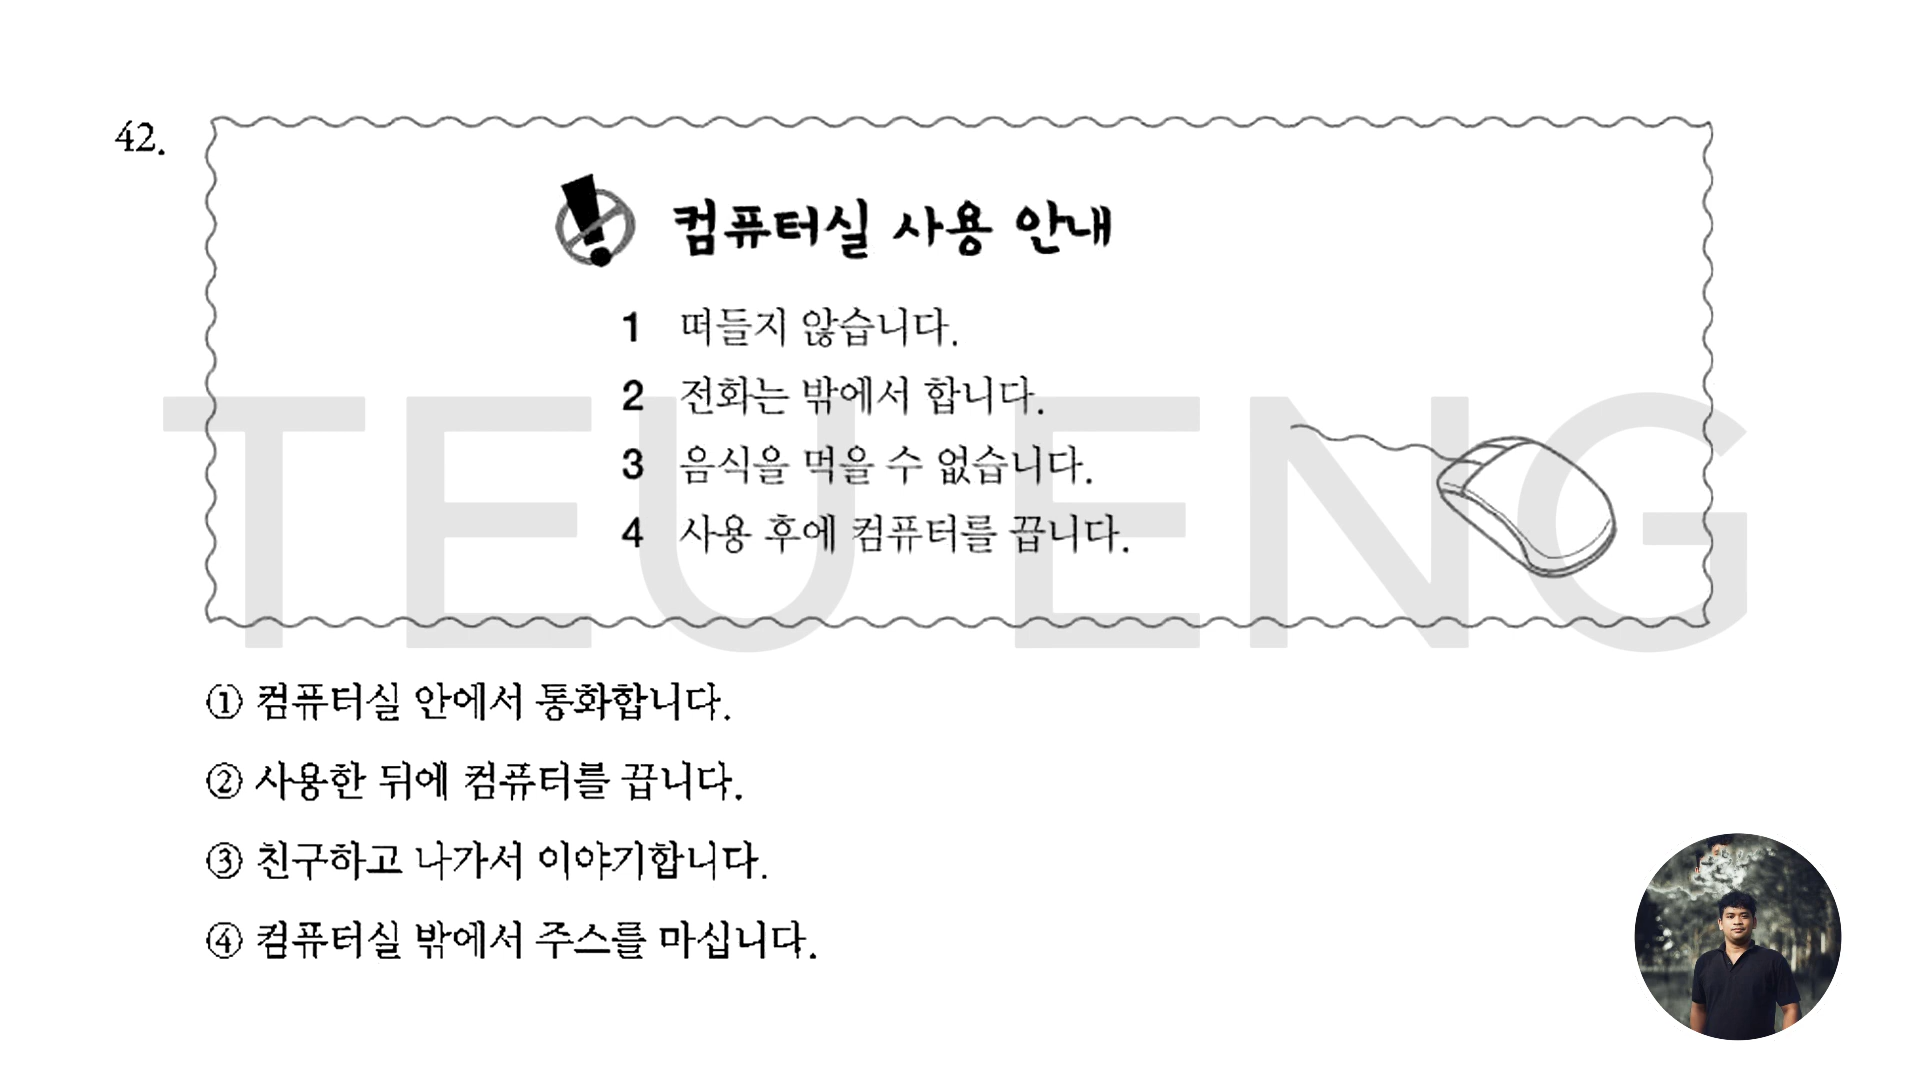 42.
컴퓨터실 사용 안내
1 떠들지 않습니다.
2 전화는 밖에서 합니다.
3 음식을 먹을 수 없습니다.
4 사용 후에 컴퓨터를 끕니다.
TEU ENG
① 컴퓨터실 안에서 통화합니다.
② 사용한 뒤에 컴퓨터를 끕니다.
③ 친구하고 나가서 이야기합니다.
④ 컴퓨터실 밖에서 주스를 마십니다.